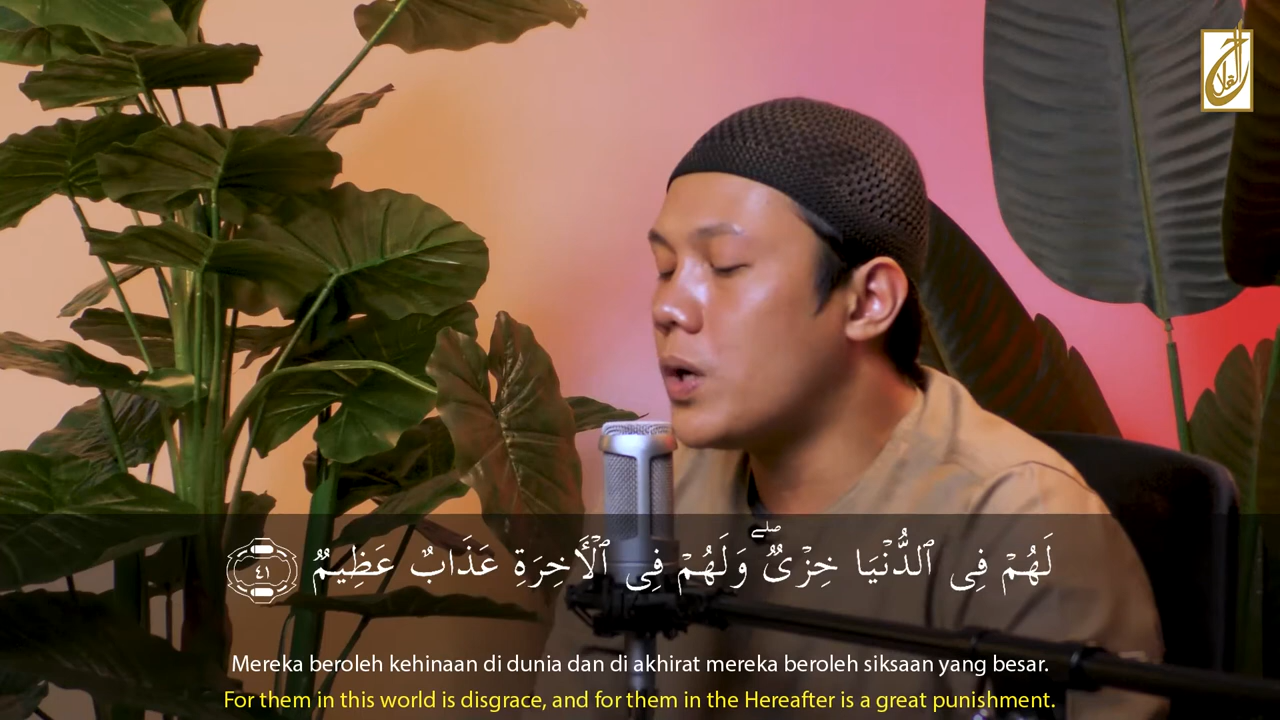 لَهُمْ فِى ٱلدُّنْيَا خِزْىٌۭ ۖ وَلَهُمْ فِى ٱلْأَخِرَةِ عَذَابٌ عَظِيمٌۭ ٤١
Mereka beroleh kehinaan di dunia dan di akhirat mereka beroleh siksaan yang besar.
For them in this world is disgrace, and for them in the Hereafter is a great punishment.